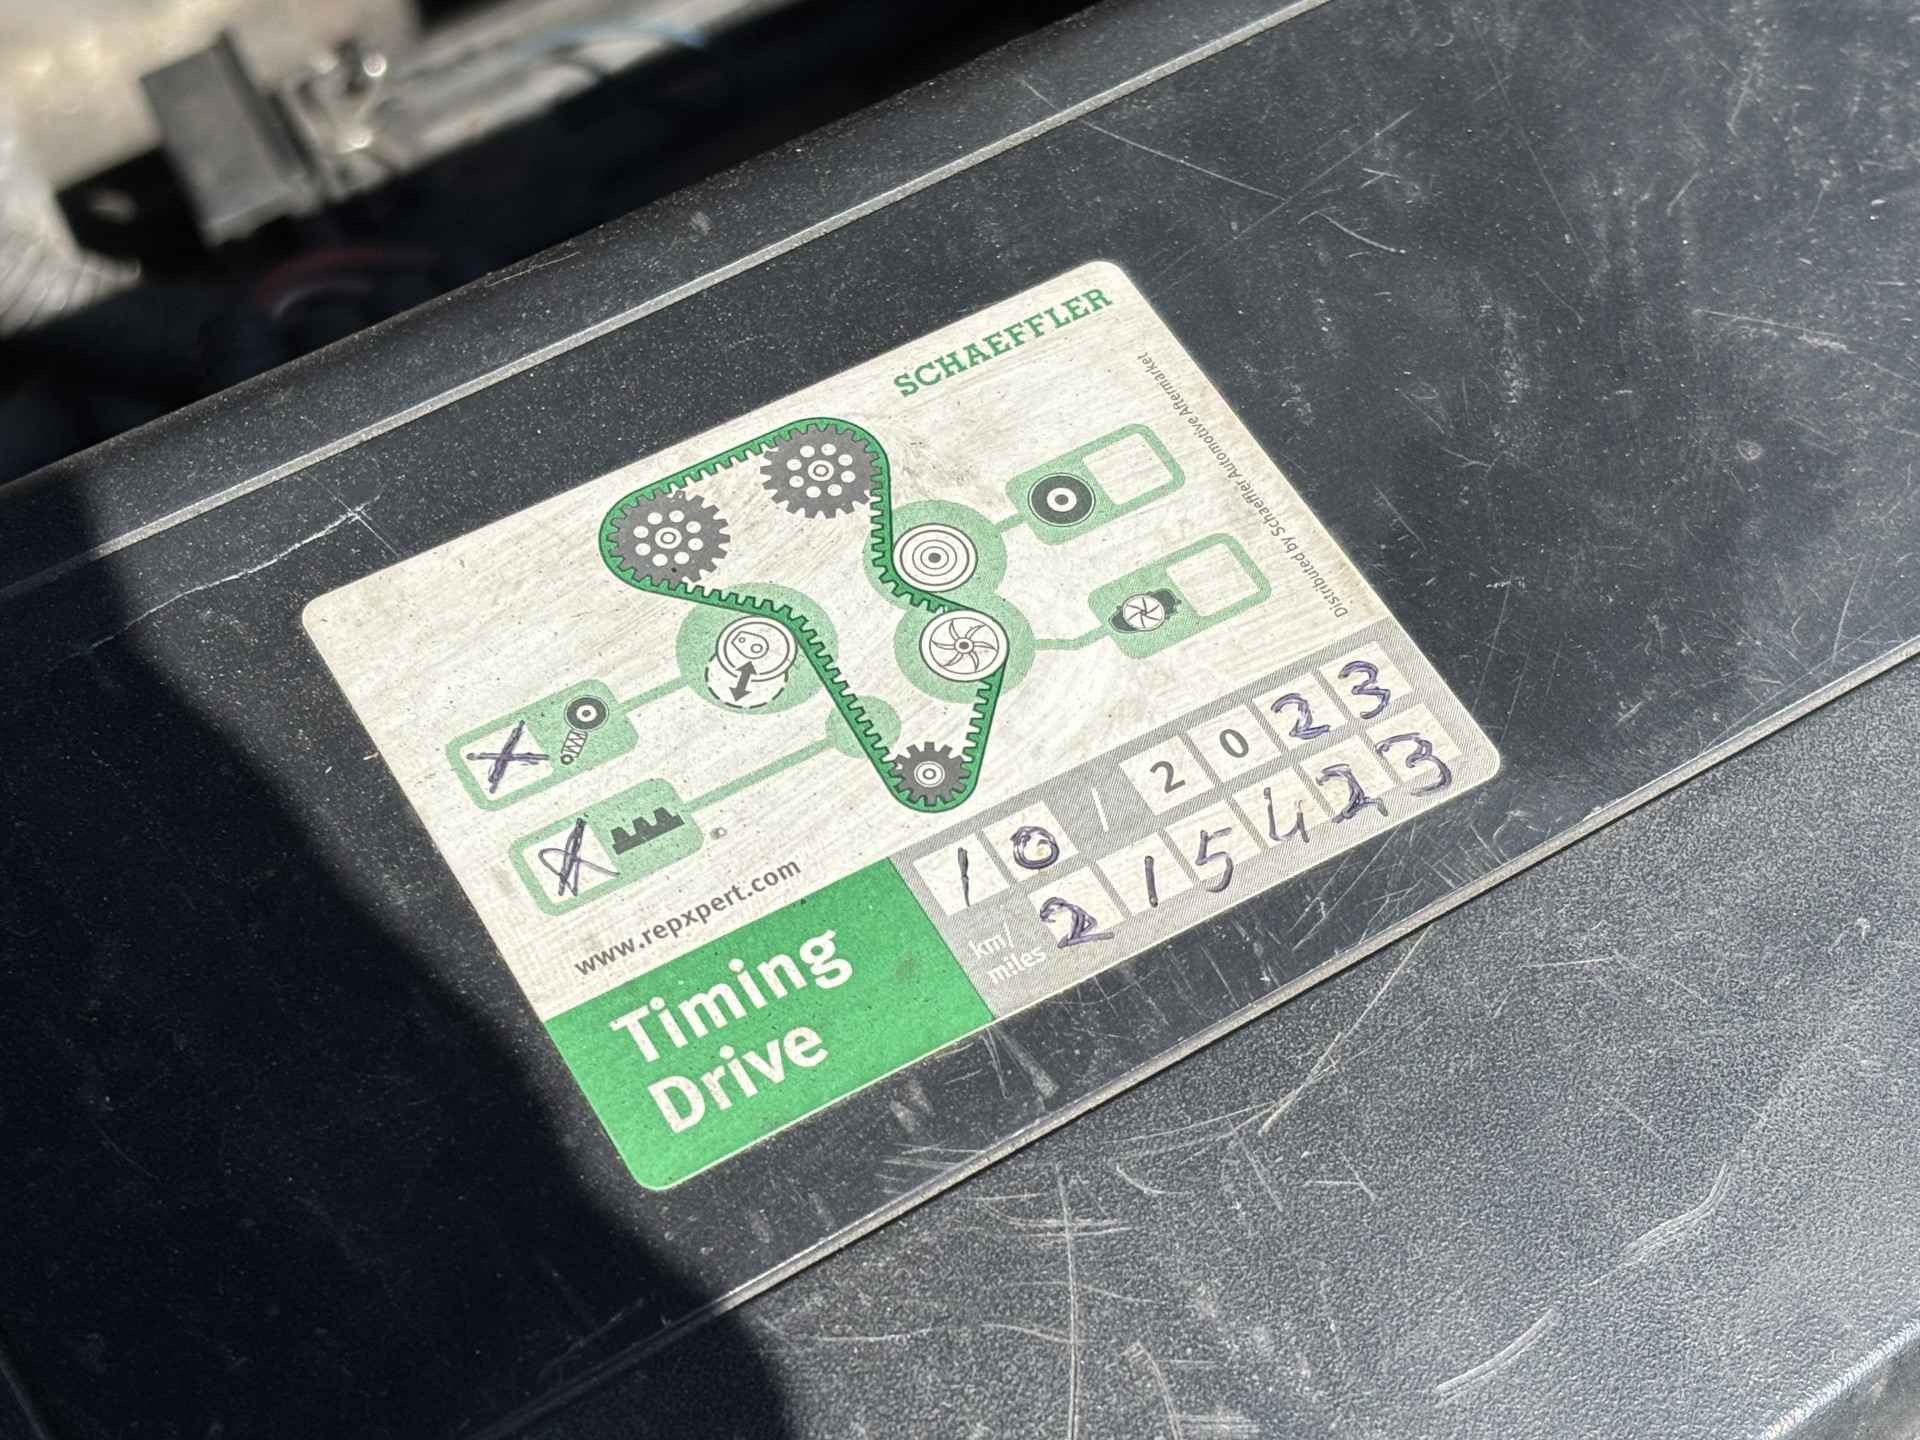 SCHAEFFLER
Distributed by Schaeffler Automotive Aftermarket
X
X
www.repxpert.com
10 / 2023
km/
miles
215423
Timing
Drive